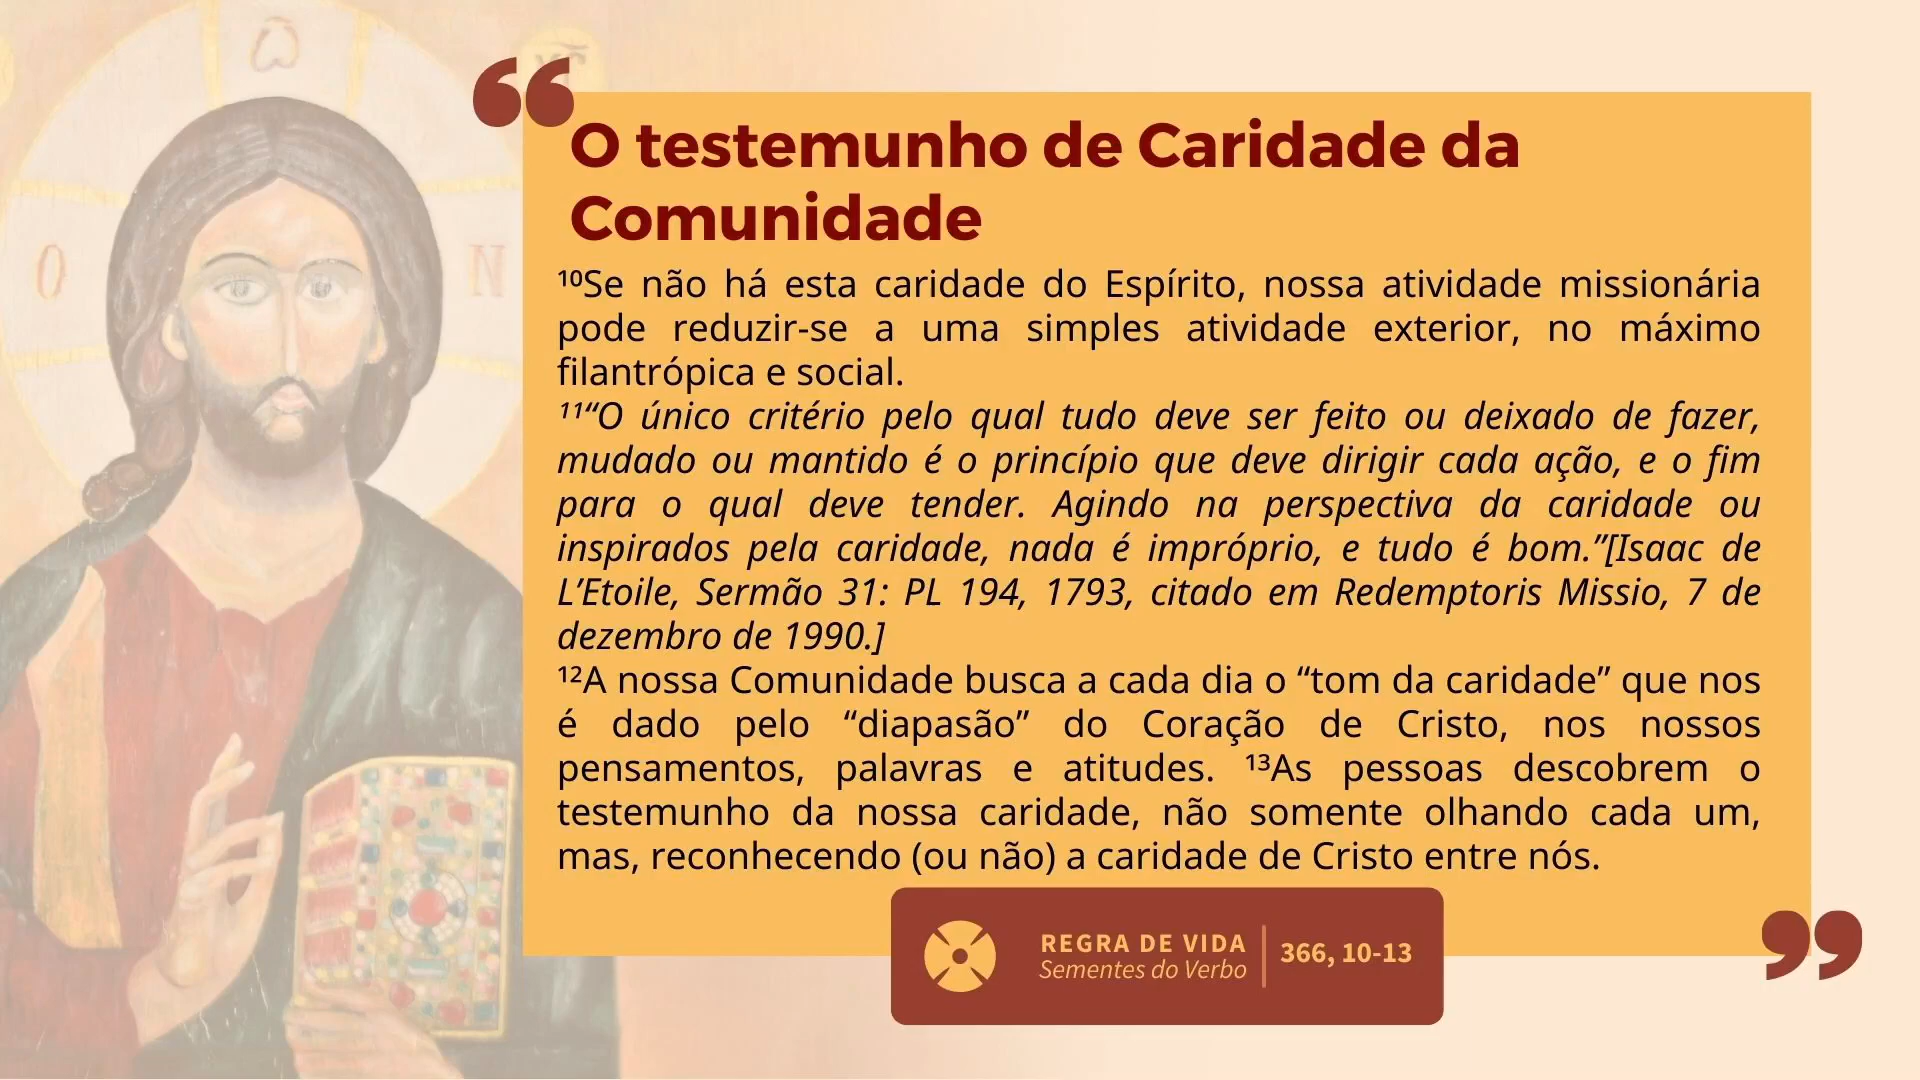 “
O testemunho de Caridade da
Comunidade
¹⁰Se não há esta caridade do Espírito, nossa atividade missionária
pode reduzir-se a uma simples atividade exterior, no máximo
filantrópica e social.
¹¹“O único critério pelo qual tudo deve ser feito ou deixado de fazer,
mudado ou mantido é o princípio que deve dirigir cada ação, e o fim
para o qual deve tender. Agindo na perspectiva da caridade ou
inspirados pela caridade, nada é impróprio, e tudo é bom.”[Isaac de
L’Etoile, Sermão 31: PL 194, 1793, citado em Redemptoris Missio, 7 de
dezembro de 1990.]
¹²A nossa Comunidade busca a cada dia o “tom da caridade” que nos
é dado pelo “diapasão” do Coração de Cristo, nos nossos
pensamentos, palavras e atitudes. ¹³As pessoas descobrem o
testemunho da nossa caridade, não somente olhando cada um,
mas, reconhecendo (ou não) a caridade de Cristo entre nós.
”
REGRA DE VIDA
Sementes do Verbo
366, 10-13
O
Ω
N